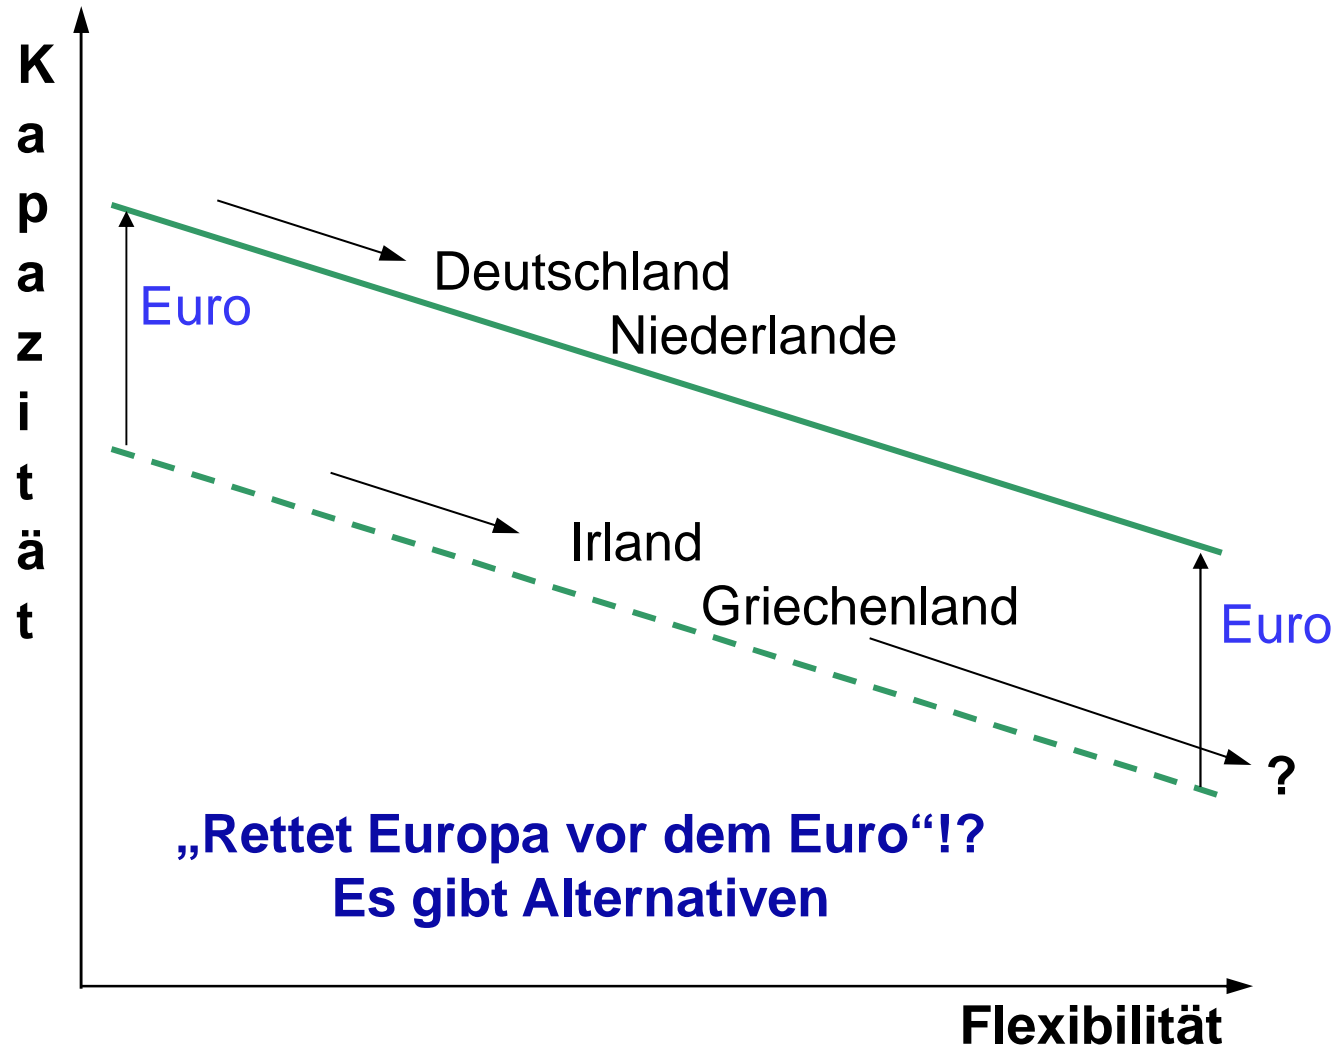 Kapazität
Deutschland
Euro
Niederlande
Irland
Griechenland
Euro
?
„Rettet Europa vor dem Euro“!?
Es gibt Alternativen
Flexibilität